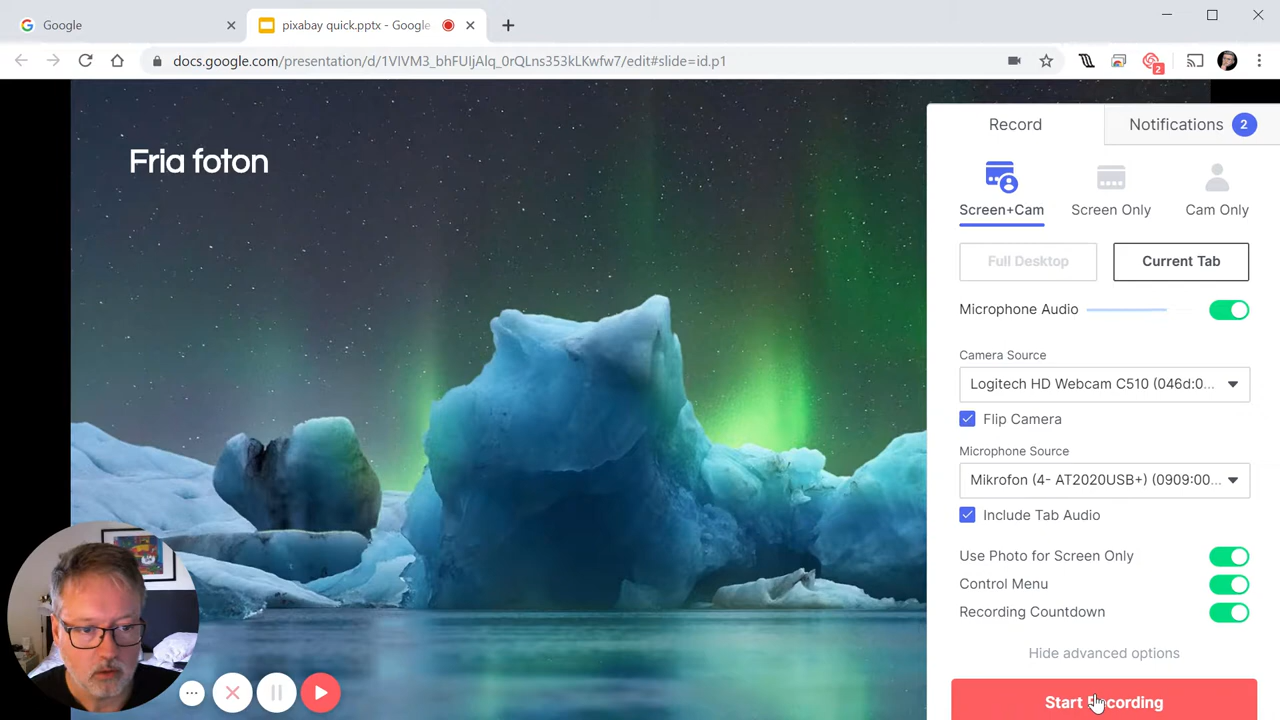 Google
pixabay quick.pptx - Google
docs.google.com/presentation/d/1VIVM3_bhFUIjAlq_0rQLns353kLKwfw7/edit#slide=id.p1
2
Fria foton
Record
Notifications 2
Screen+Cam
Screen Only
Cam Only
Full Desktop
Current Tab
Microphone Audio
Camera Source
Logitech HD Webcam C510 (046d:0...
Flip Camera
Microphone Source
Mikrofon (4- AT2020USB+) (0909:00...
Include Tab Audio
Use Photo for Screen Only
Control Menu
Recording Countdown
Hide advanced options
Start Recording